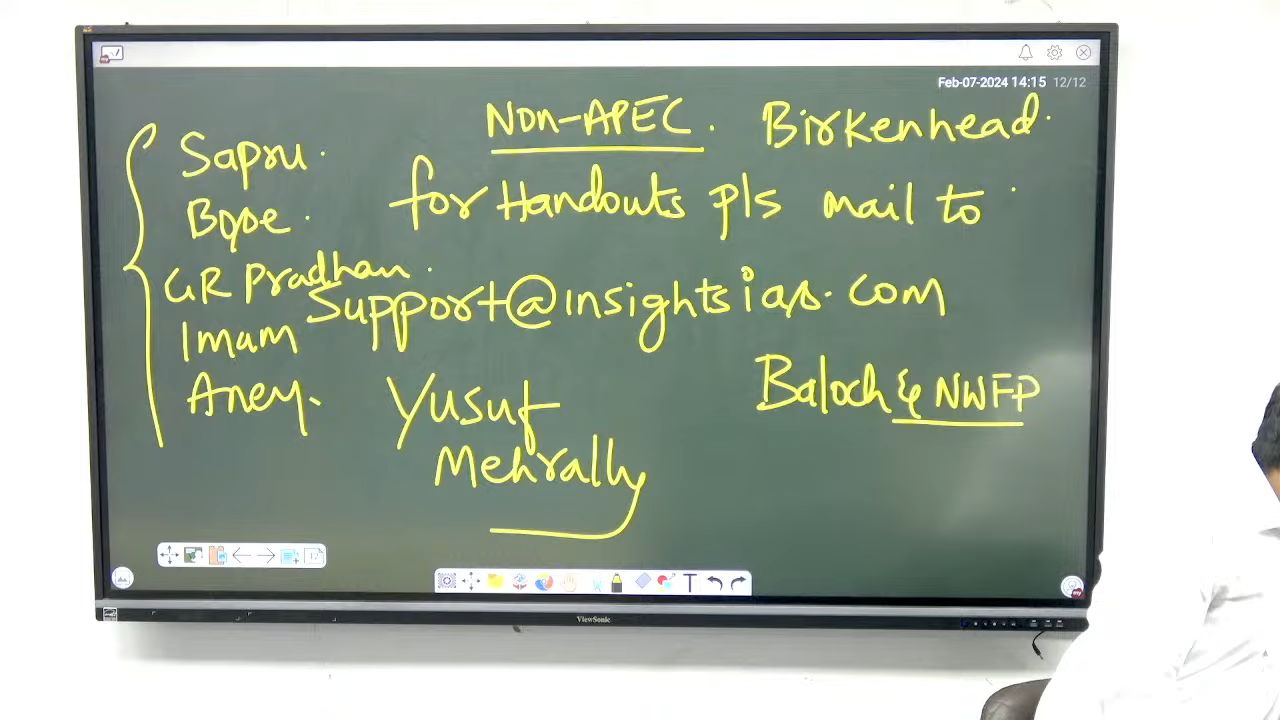 Feb-07-2024 14:15 12/12
Non-APEC. Birkenhead.
Sapru.
for Handouts pls mail to
Bose.
GR Pradhan.
Support@insightsias.com
Imam
Aney.
Yusuf
Mehrally
Baloch & NWFP
T
ViewSonic